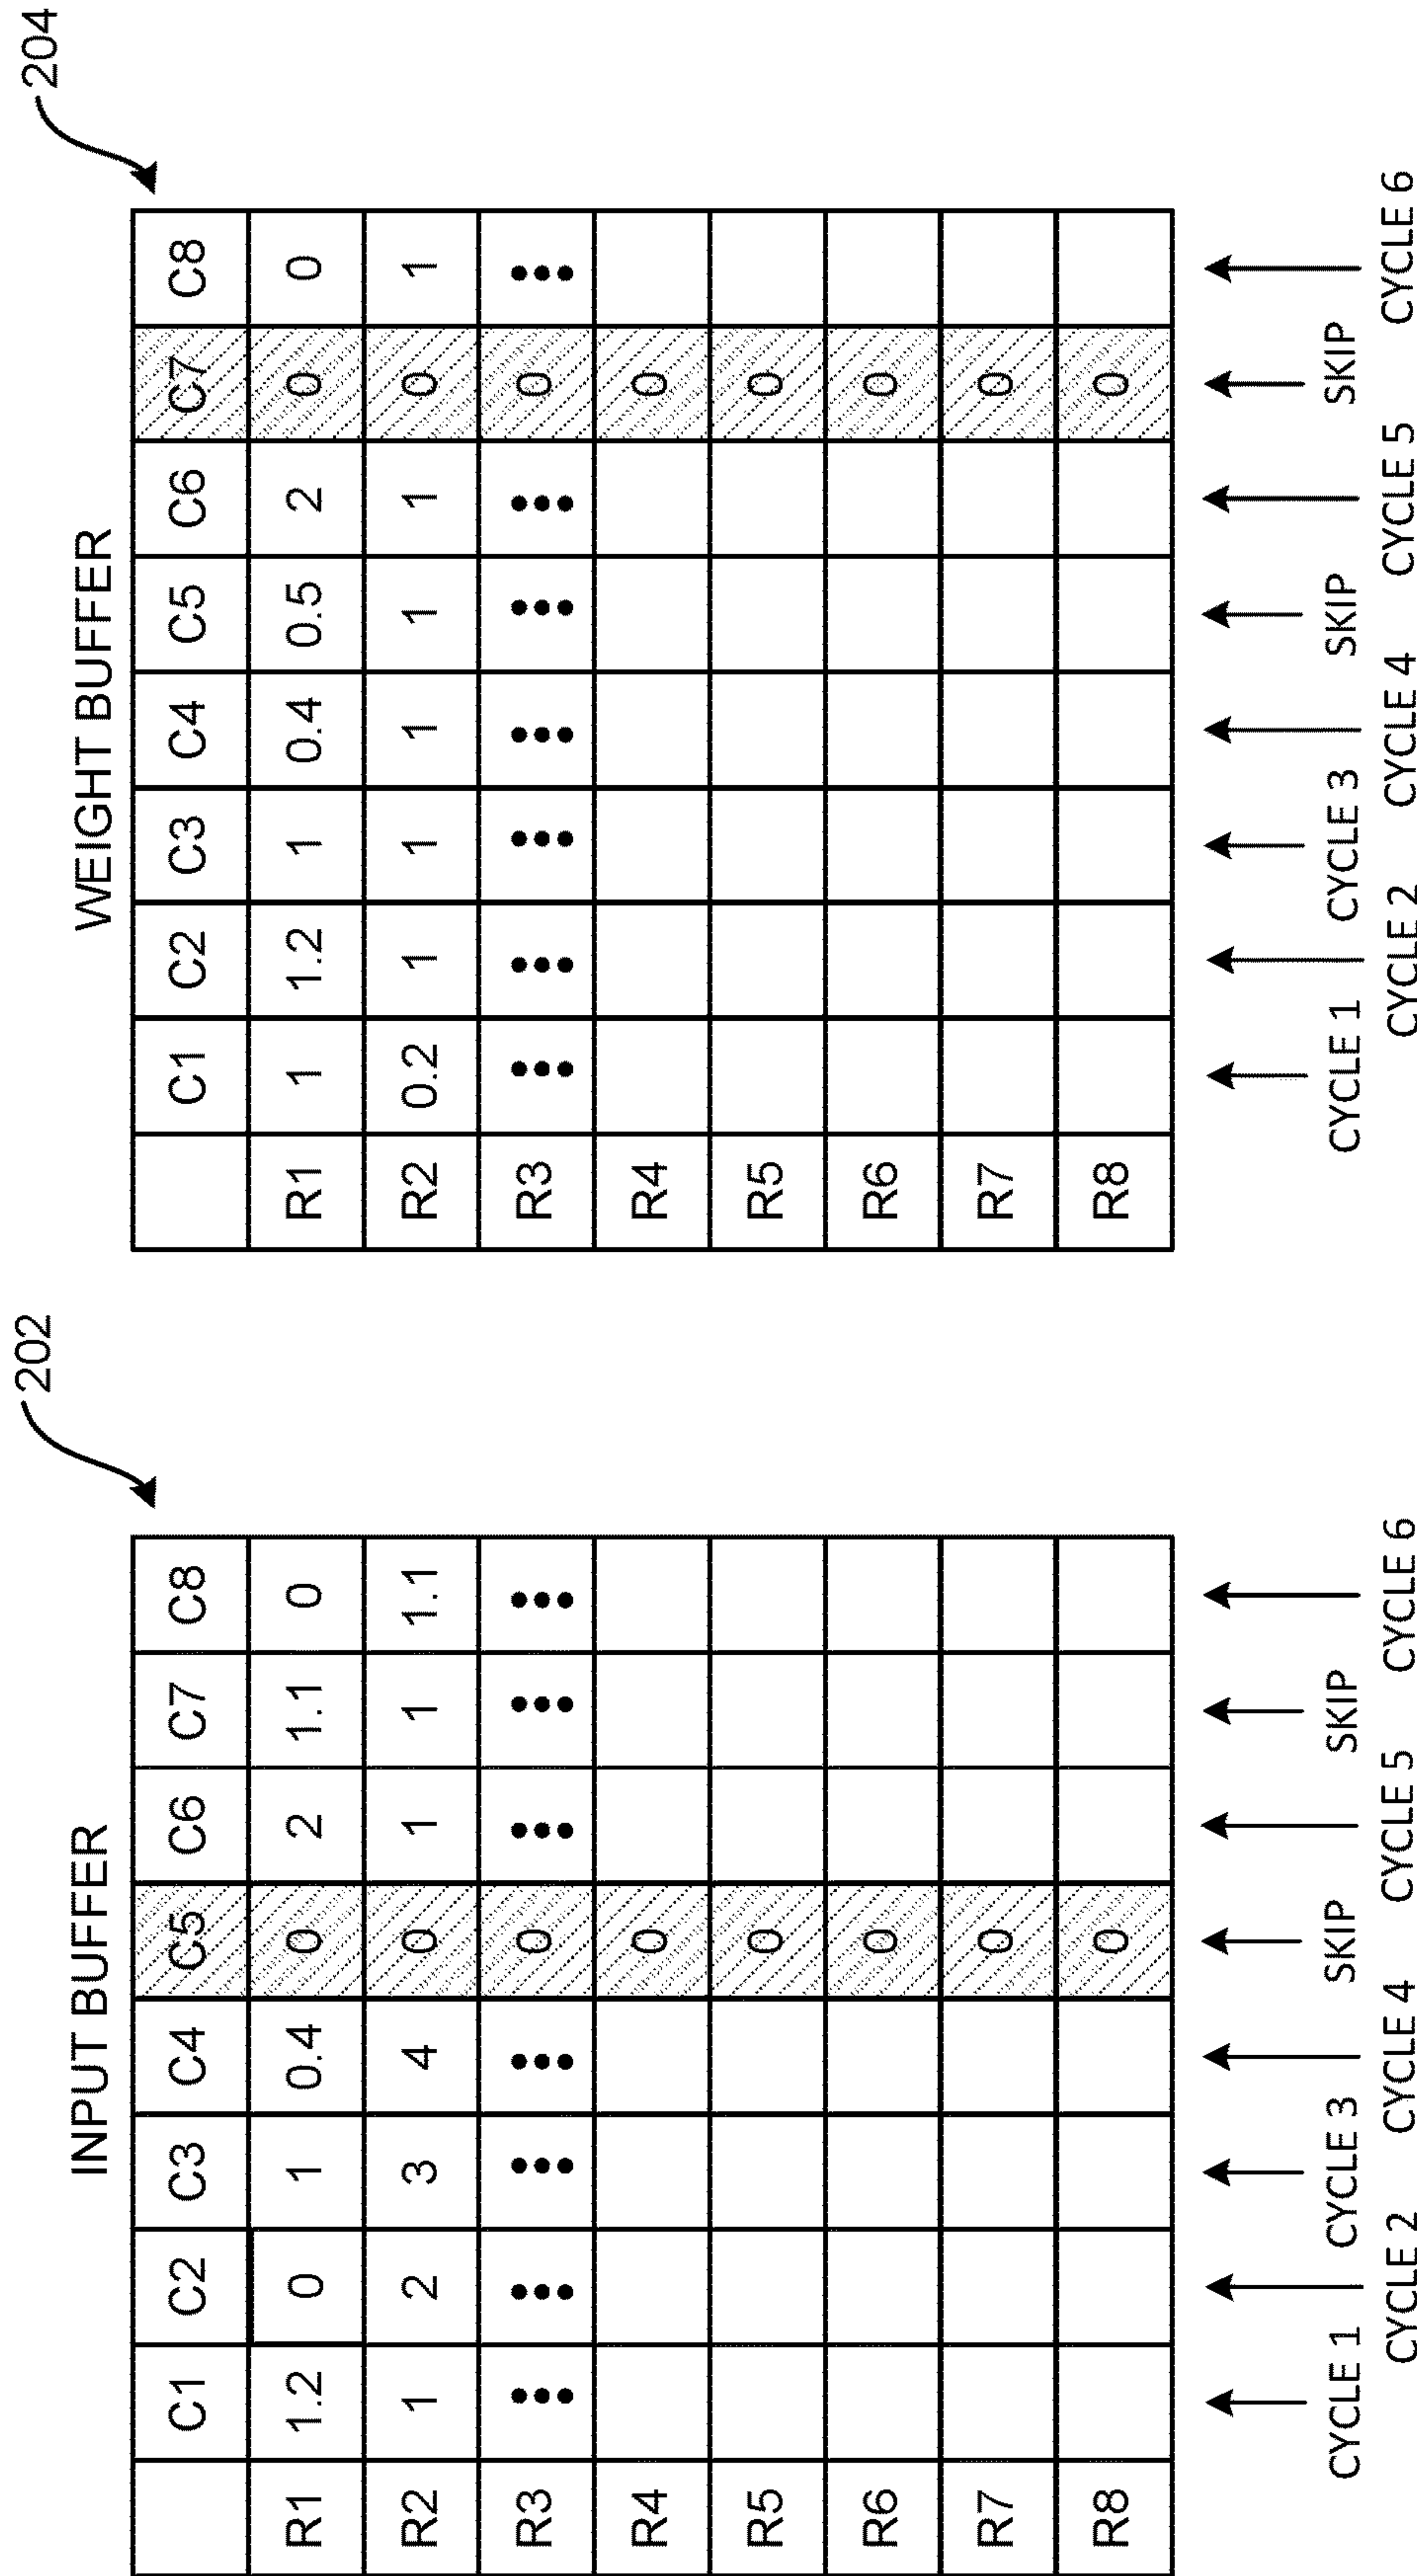 INPUT BUFFER
202
C1 C2 C3 C4 C5 C6 C7 C8
R1 1.2 0 1 0.4 0 2 1.1 0
R2 1 2 3 4 0 1 1 1.1
R3 ••• ••• ••• ••• 0 ••• ••• •••
R4 0
R5 0
R6 0
R7 0
R8 0
CYCLE 1 CYCLE 3 SKIP SKIP
CYCLE 2 CYCLE 4 CYCLE 5 CYCLE 6
WEIGHT BUFFER
204
C1 C2 C3 C4 C5 C6 C7 C8
R1 1 1.2 1 0.4 0.5 2 0 0
R2 0.2 1 1 1 1 1 0 1
R3 ••• ••• ••• ••• ••• ••• 0 •••
R4 0
R5 0
R6 0
R7 0
R8 0
CYCLE 1 CYCLE 3 SKIP SKIP
CYCLE 2 CYCLE 4 CYCLE 5 CYCLE 6